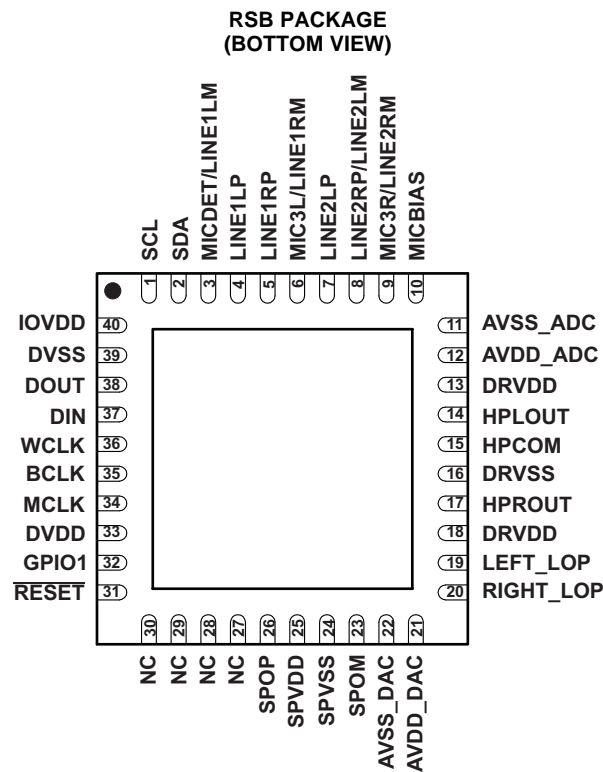 RSB PACKAGE
(BOTTOM VIEW)
SCL
SDA
MICDET/LINE1LM
LINE1LP
LINE1RP
MIC3L/LINE1RM
LINE2LP
LINE2RP/LINE2LM
MIC3R/LINE2RM
MICBIAS
1
2
3
4
5
6
7
8
9
10
IOVDD 40
DVSS 39
DOUT 38
DIN 37
WCLK 36
BCLK 35
MCLK 34
DVDD 33
GPIO1 32
RESET 31
11 AVSS_ADC
12 AVDD_ADC
13 DRVDD
14 HPLOUT
15 HPCOM
16 DRVSS
17 HPROUT
18 DRVDD
19 LEFT_LOP
20 RIGHT_LOP
30
29
28
27
26
25
24
23
22
21
NC
NC
NC
NC
SPOP
SPVDD
SPVSS
SPOM
AVSS_DAC
AVDD_DAC